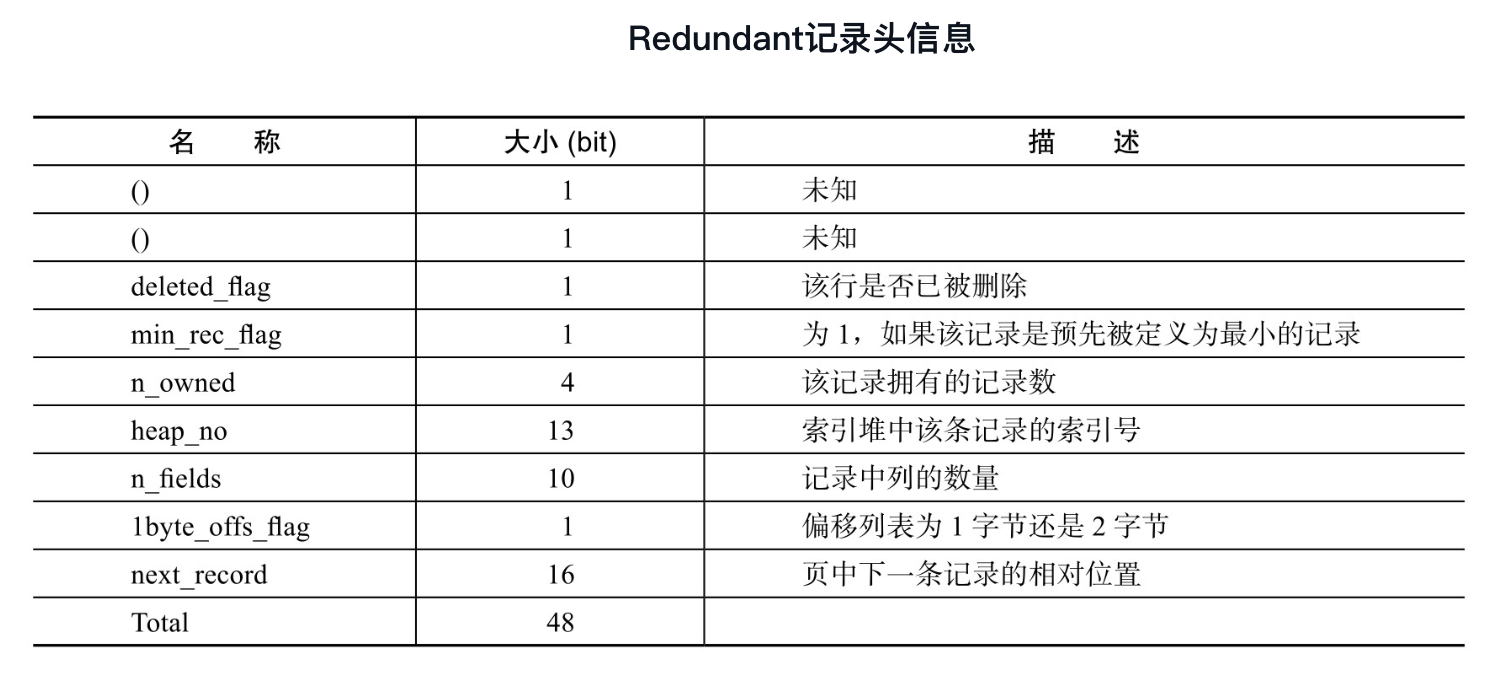 Redundant记录头信息
名 称 大小 (bit) 描 述
() 1 未知
() 1 未知
deleted_flag 1 该行是否已被删除
min_rec_flag 1 为 1，如果该记录是预先被定义为最小的记录
n_owned 4 该记录拥有的记录数
heap_no 13 索引堆中该条记录的索引号
n_fields 10 记录中列的数量
1byte_offs_flag 1 偏移列表为 1 字节还是 2 字节
next_record 16 页中下一条记录的相对位置
Total 48